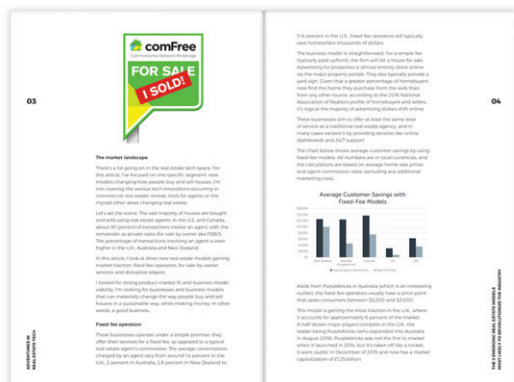 comFree
Commonsense Network Brokerage
FOR SALE
I SOLD!
03
The market landscape
There's a lot going on in the real estate tech space. For
this article, I've focused on one specific segment: new
models changing how people buy and sell houses. I'm
not covering the various tech innovations occurring in
commercial real estate, rentals, tools for agents or the
myriad other areas changing real estate.
Let's set the scene. The vast majority of houses are bought
and sold using real estate agents. In the U.S. and Canada,
about 90 percent of transactions involve an agent, with the
remainder as private sales (for sale by owner aka FSBO).
The percentage of transactions involving an agent is even
higher in the U.K., Australia and New Zealand.
In this article, I look at three new real estate models gaining
market traction, fixed-fee operators, for-sale-by-owner
services and disruptive players.
I looked for strong product-market fit and business model
viability. I'm looking for businesses and business models
that can materially change the way people buy and sell
houses in a sustainable way, while making money. In other
words, a good business.
Fixed fee operators
These businesses operate under a simple premise: they
offer their services for a fixed fee, as opposed to a typical
real estate agent's commission. The average commissions
charged by an agent vary from around 1.4 percent in the
U.K., 2 percent in Australia, 2.8 percent in New Zealand to
ADVENTURES IN
REAL ESTATE TECH
5-6 percent in the U.S. Fixed-fee operators will typically
save homesellers thousands of dollars.
The business model is straightforward. For a simple fee
(typically paid upfront), the firm will list a house for sale.
Advertising for properties is almost entirely done online
via the major property portals. They also typically provide a
yard sign. Given that a greater percentage of homebuyers
now find the home they purchase from the web than
from any other source, according to the 2016 National
Association of Realtors profile of homebuyers and sellers,
it's logical the majority of advertising dollars shift online.
These businesses aim to offer at least the same level
of service as a traditional real estate agency, and in
many cases exceed it by providing services like online
dashboards and 24/7 support.
The chart below shows average customer savings by using
fixed-fee models. All numbers are in local currencies, and
the calculations are based on average home sale prices
and agent commission rates, excluding any additional
marketing costs.
04
Average Customer Savings with
Fixed-Fee Models
New Zealand
Australia
UK
Aside from Purplebricks in Australia (which is an interesting
outlier), the fixed-fee operators usually have a price point
that saves consumers between $2,200 and $3,000.
This model is getting the most traction in the U.K., where
it accounts for approximately 6 percent of the market.
A half-dozen major players compete in the U.K., the
leader being Purplebricks (who expanded into Australia
in August 2016). Purplebricks was not the first to market
when it launched in 2014, but it's taken off like a rocket;
it went public in December of 2015 and now has a market
capitalization of £1.25 billion.
THE 3 EMERGING REAL ESTATE MODELS
MOST LIKELY TO REVOLUTIONIZE THE INDUSTRY